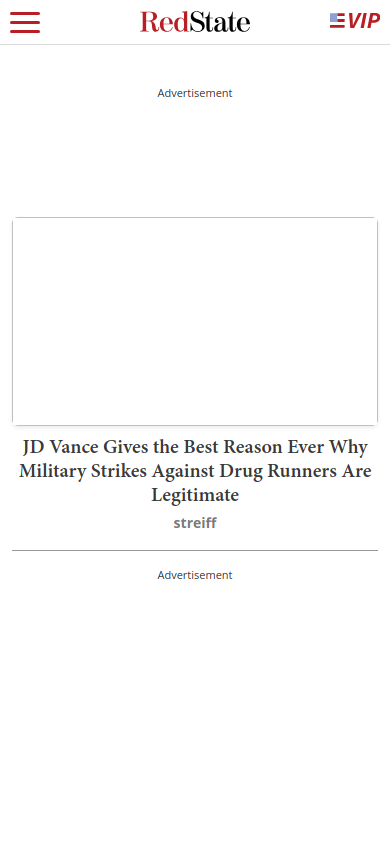 RedState
VIP
Advertisement
JD Vance Gives the Best Reason Ever Why
Military Strikes Against Drug Runners Are
Legitimate
streiff
Advertisement